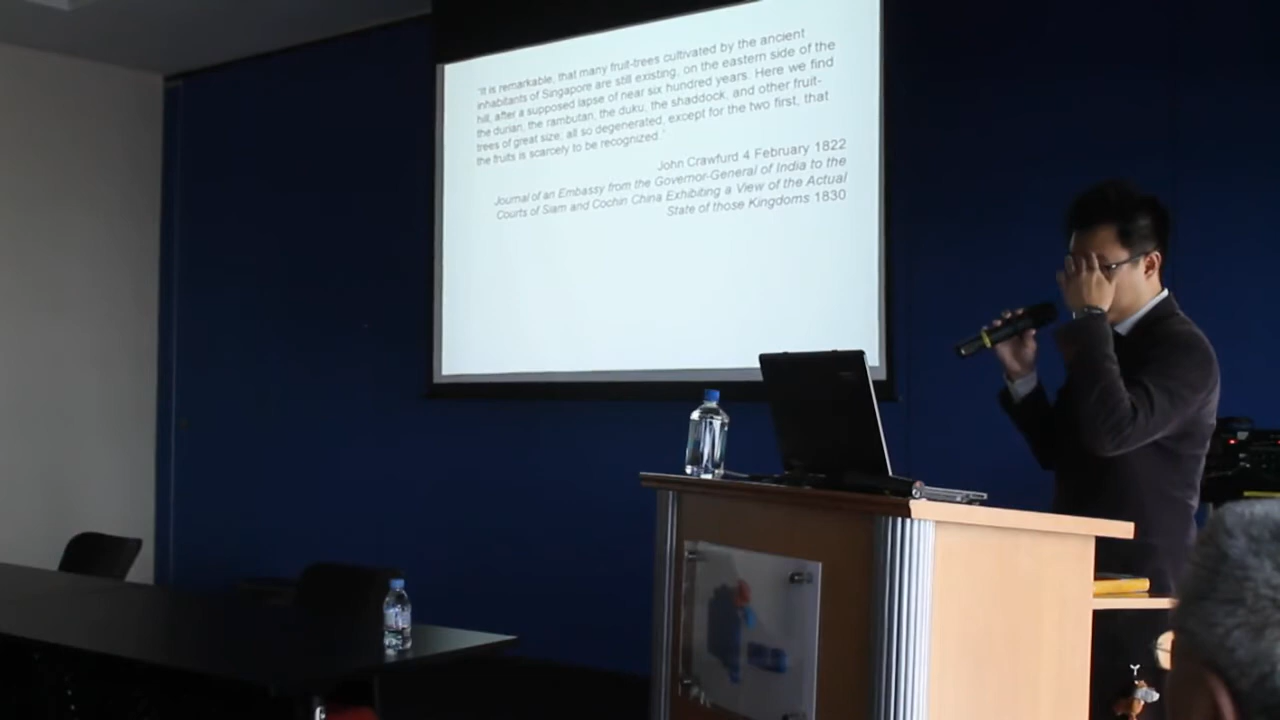 "It is remarkable, that many fruit-trees cultivated by the ancient
inhabitants of Singapore are still existing, on the eastern side of the
hill, after a supposed lapse of near six hundred years. Here we find
the durian, the rambutan, the duku, the shaddock, and other fruit-
trees of great size; all so degenerated, except for the two first, that
the fruits is scarcely to be recognized."
John Crawfurd 4 February 1822
Journal of an Embassy from the Governor-General of India to the
Courts of Siam and Cochin China Exhibiting a View of the Actual
State of those Kingdoms 1830